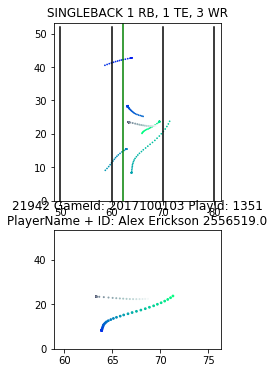 SINGLEBACK 1 RB, 1 TE, 3 WR
50
40
30
20
10
0
50 60 70 80
21942 GameId: 2017100103 PlayId: 1351
PlayerName + ID: Alex Erickson 2556519.0
40
20
0
60 65 70 75